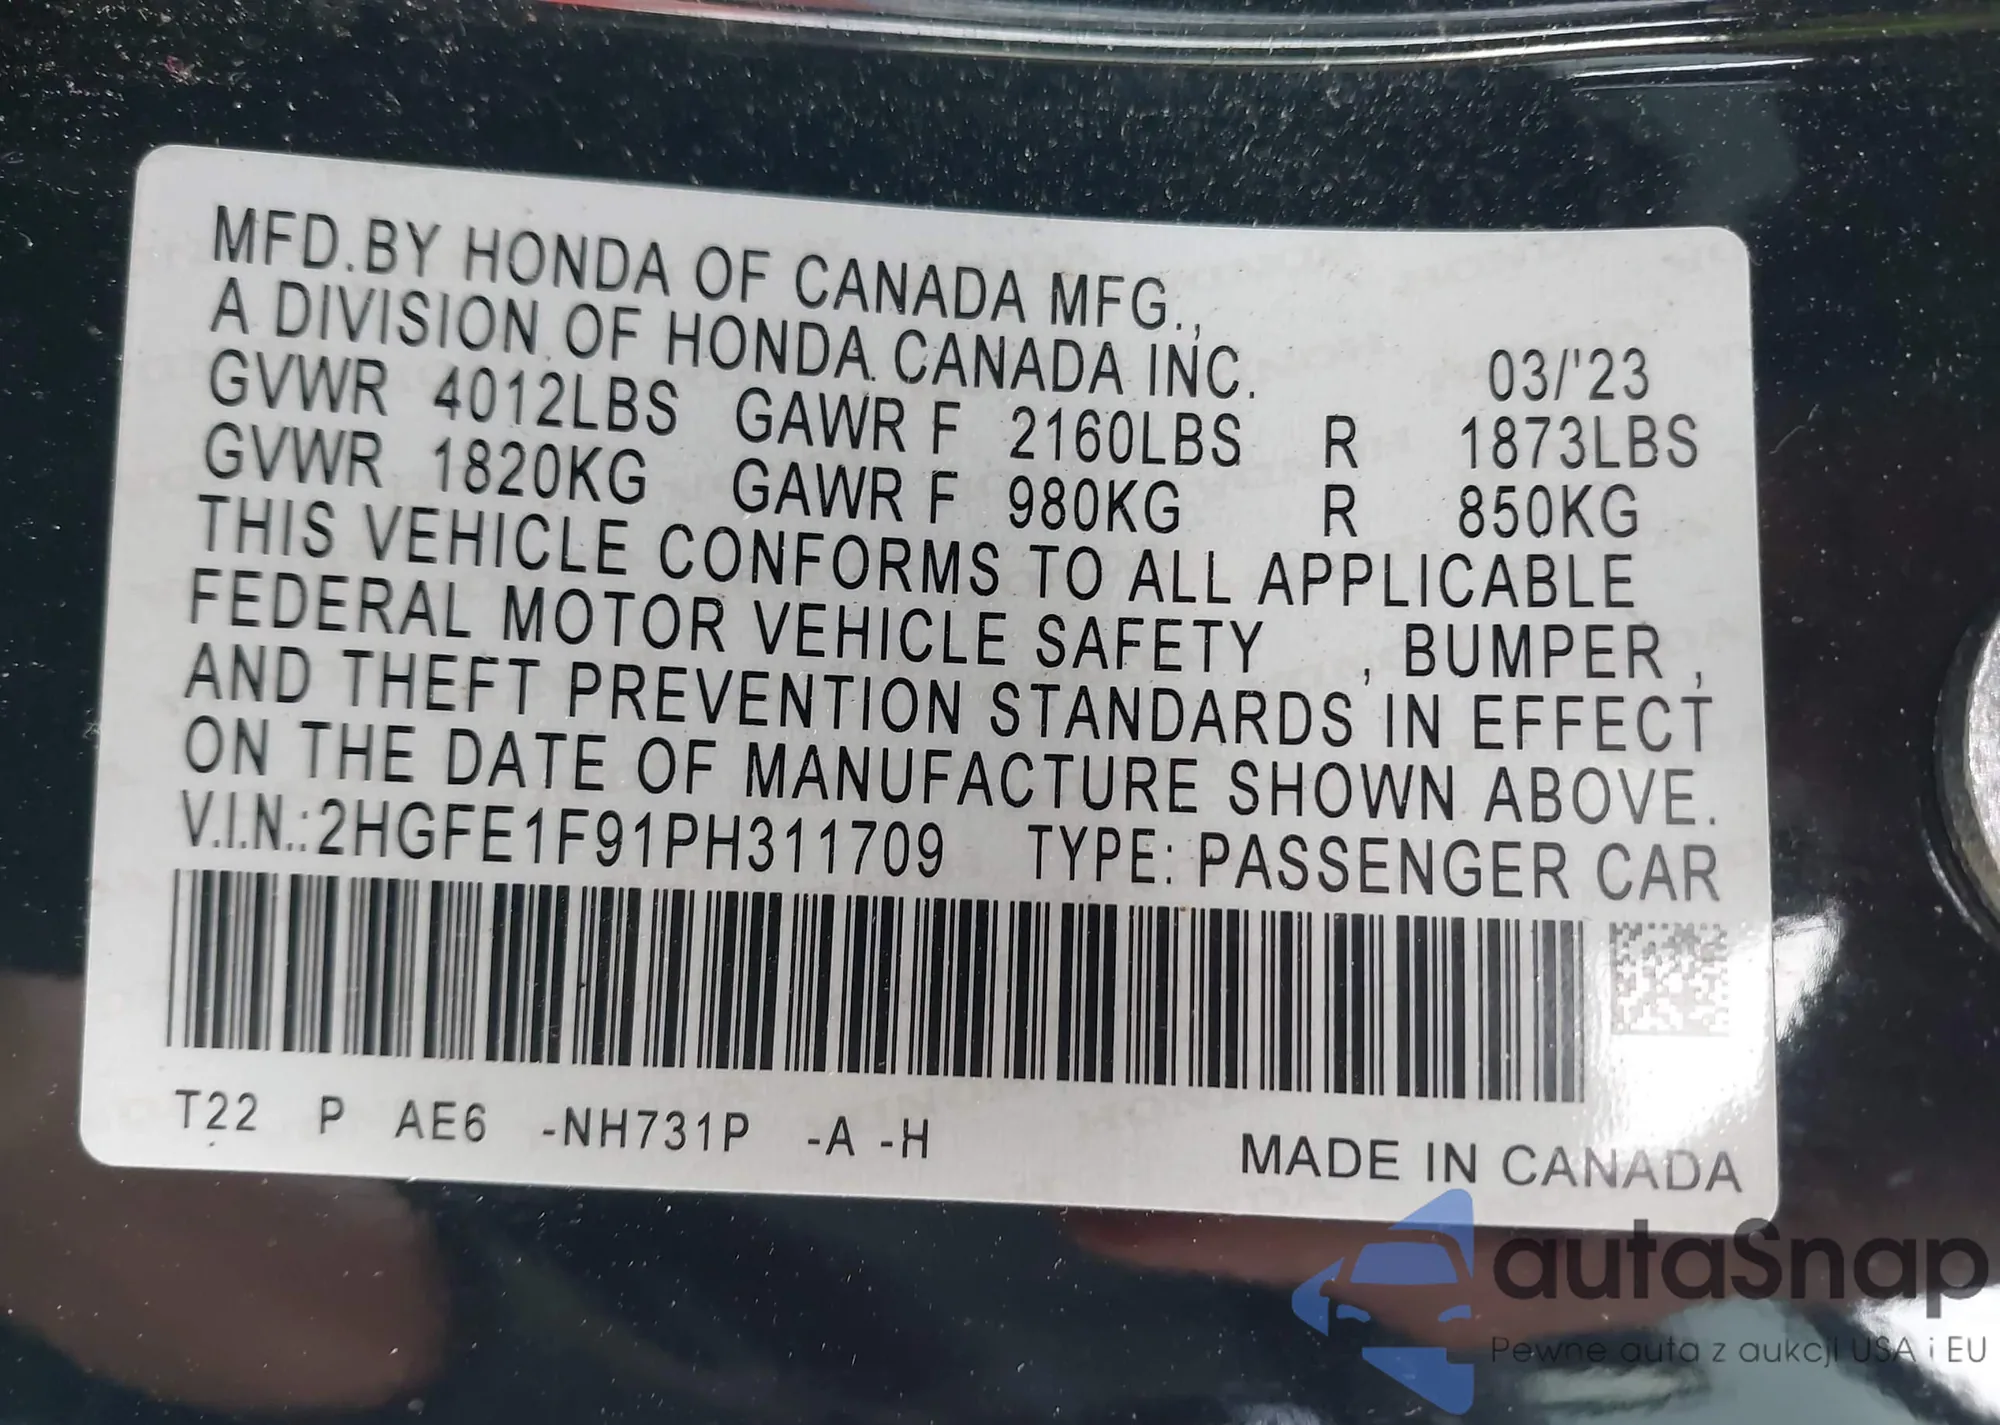 MFD.BY HONDA OF CANADA MFG.,
A DIVISION OF HONDA CANADA INC. 03/'23
GVWR 4012LBS GAWR F 2160LBS R 1873LBS
GVWR 1820KG GAWR F 980KG R 850KG
THIS VEHICLE CONFORMS TO ALL APPLICABLE
FEDERAL MOTOR VEHICLE SAFETY , BUMPER ,
AND THEFT PREVENTION STANDARDS IN EFFECT
ON THE DATE OF MANUFACTURE SHOWN ABOVE.
V.I.N.:2HGFE1F91PH311709 TYPE: PASSENGER CAR
T22 P AE6 -NH731P -A -H
MADE IN CANADA
autaSnap
Pewne auta z aukcji USA i EU